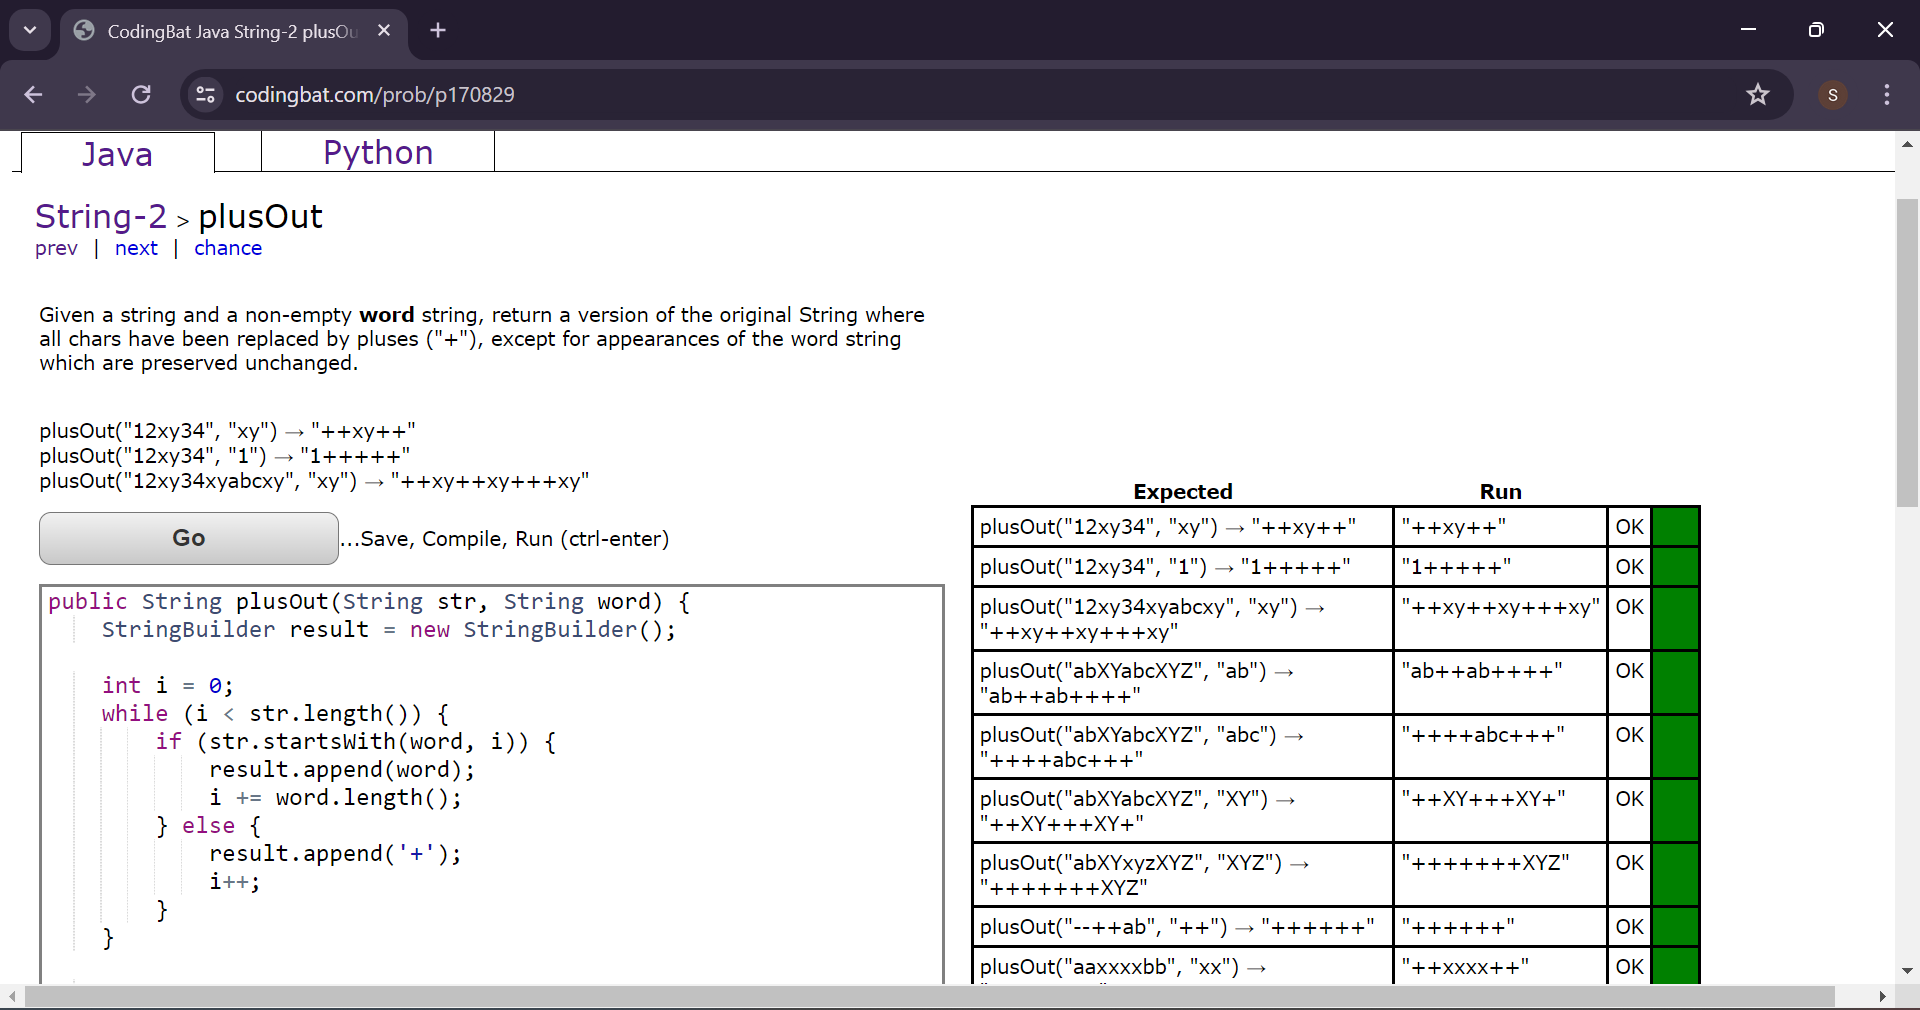 CodingBat Java String-2 plusOu
codingbat.com/prob/p170829
S
Java
Python
String-2 > plusOut
prev | next | chance
Given a string and a non-empty word string, return a version of the original String where
all chars have been replaced by pluses ("+"), except for appearances of the word string
which are preserved unchanged.
plusOut("12xy34", "xy") → "++xy++"
plusOut("12xy34", "1") → "1+++++"
plusOut("12xy34xyabcxy", "xy") → "++xy++xy+++xy"
Go
...Save, Compile, Run (ctrl-enter)
public String plusOut(String str, String word) {
    StringBuilder result = new StringBuilder();
    int i = 0;
    while (i < str.length()) {
        if (str.startsWith(word, i)) {
            result.append(word);
            i += word.length();
        } else {
            result.append('+');
            i++;
        }
    }
Expected Run
plusOut("12xy34", "xy") → "++xy++" "++xy++" OK
plusOut("12xy34", "1") → "1+++++" "1+++++" OK
plusOut("12xy34xyabcxy", "xy") → "++xy++xy+++xy" OK
"++xy++xy+++xy"
plusOut("abXYabcXYZ", "ab") → "ab++ab++++" OK
"ab++ab++++"
plusOut("abXYabcXYZ", "abc") → "++++abc+++" OK
"++++abc+++"
plusOut("abXYabcXYZ", "XY") → "++XY+++XY+" OK
"++XY+++XY+"
plusOut("abXYxyzXYZ", "XYZ") → "+++++++XYZ" OK
"+++++++XYZ"
plusOut("--++ab", "++") → "++++++" "++++++" OK
plusOut("aaxxxxbb", "xx") → "++xxxx++" OK